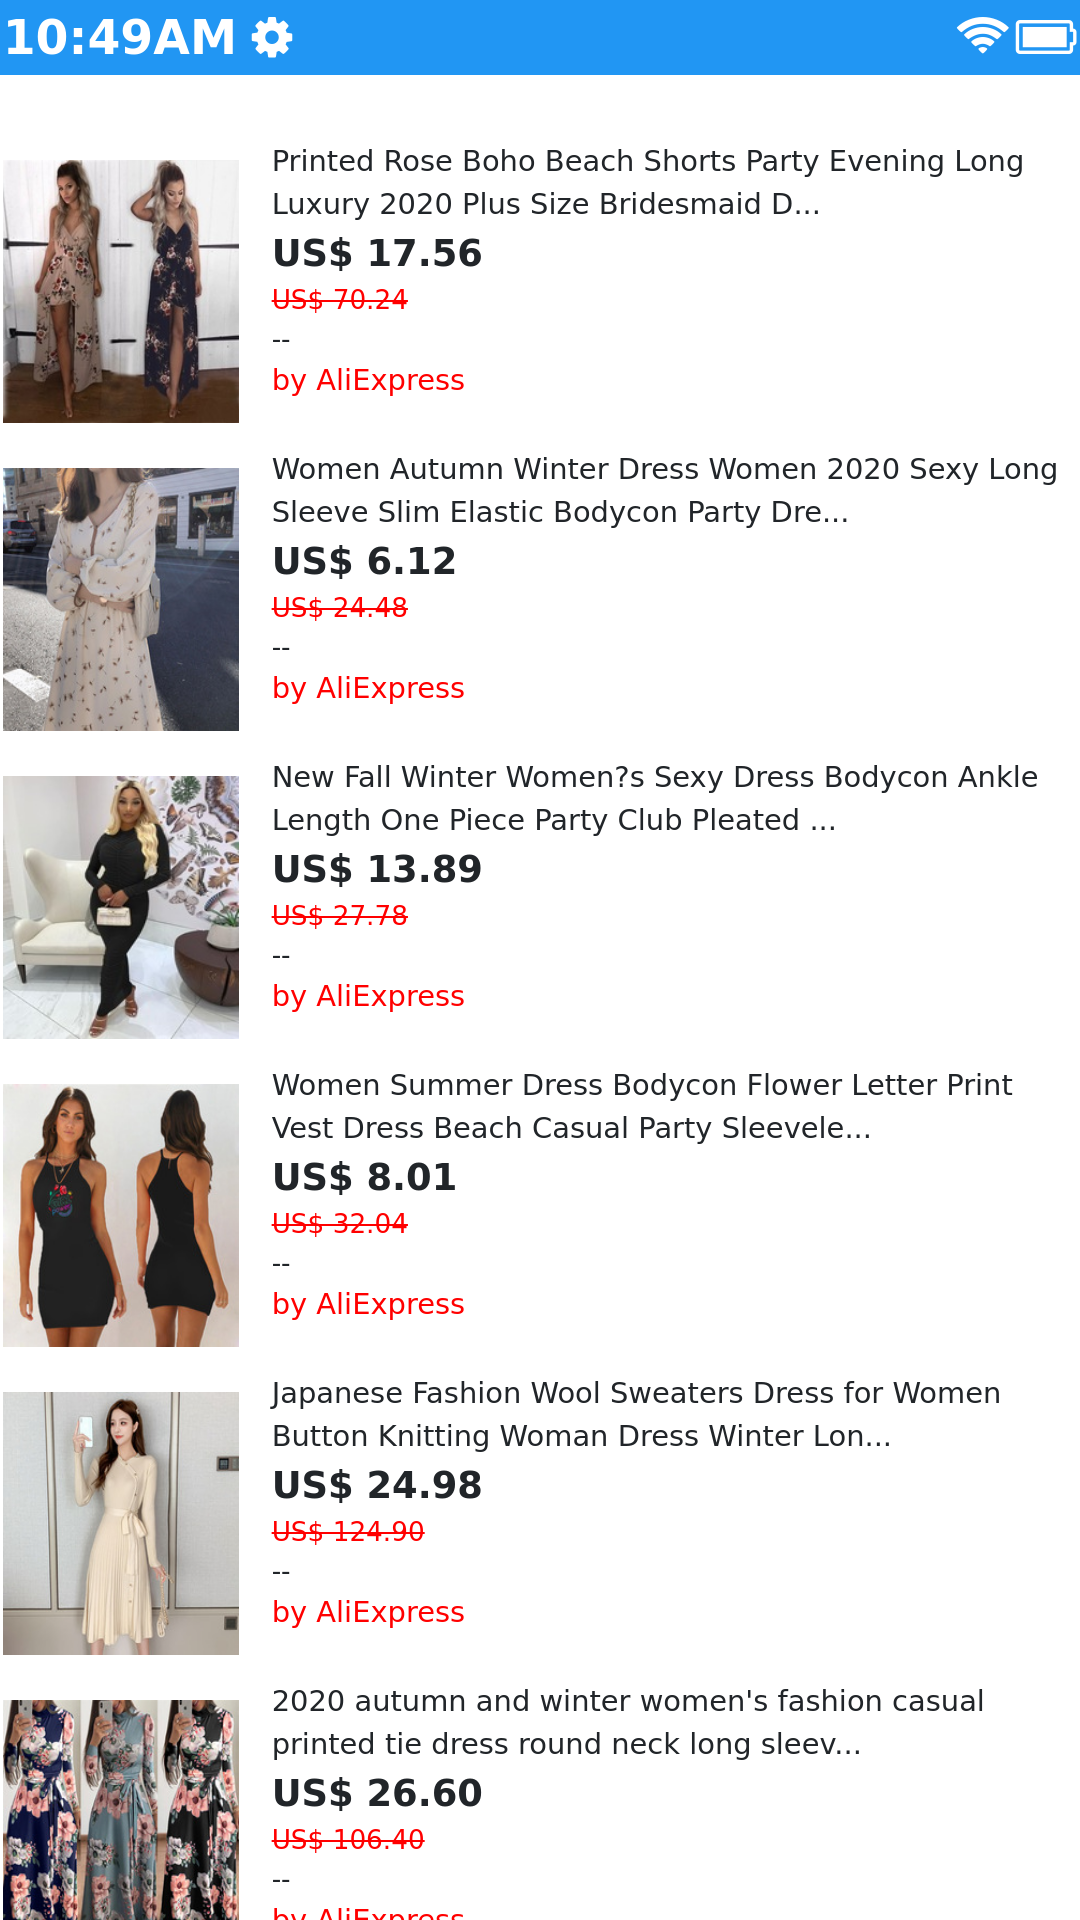 10:49AM
Printed Rose Boho Beach Shorts Party Evening Long
Luxury 2020 Plus Size Bridesmaid D...
US$ 17.56
US$ 70.24
--
by AliExpress
Women Autumn Winter Dress Women 2020 Sexy Long
Sleeve Slim Elastic Bodycon Party Dre...
US$ 6.12
US$ 24.48
--
by AliExpress
New Fall Winter Women?s Sexy Dress Bodycon Ankle
Length One Piece Party Club Pleated ...
US$ 13.89
US$ 27.78
--
by AliExpress
Women Summer Dress Bodycon Flower Letter Print
Vest Dress Beach Casual Party Sleevele...
US$ 8.01
US$ 32.04
--
by AliExpress
Japanese Fashion Wool Sweaters Dress for Women
Button Knitting Woman Dress Winter Lon...
US$ 24.98
US$ 124.90
--
by AliExpress
2020 autumn and winter women's fashion casual
printed tie dress round neck long sleev...
US$ 26.60
US$ 106.40
--
by AliExpress